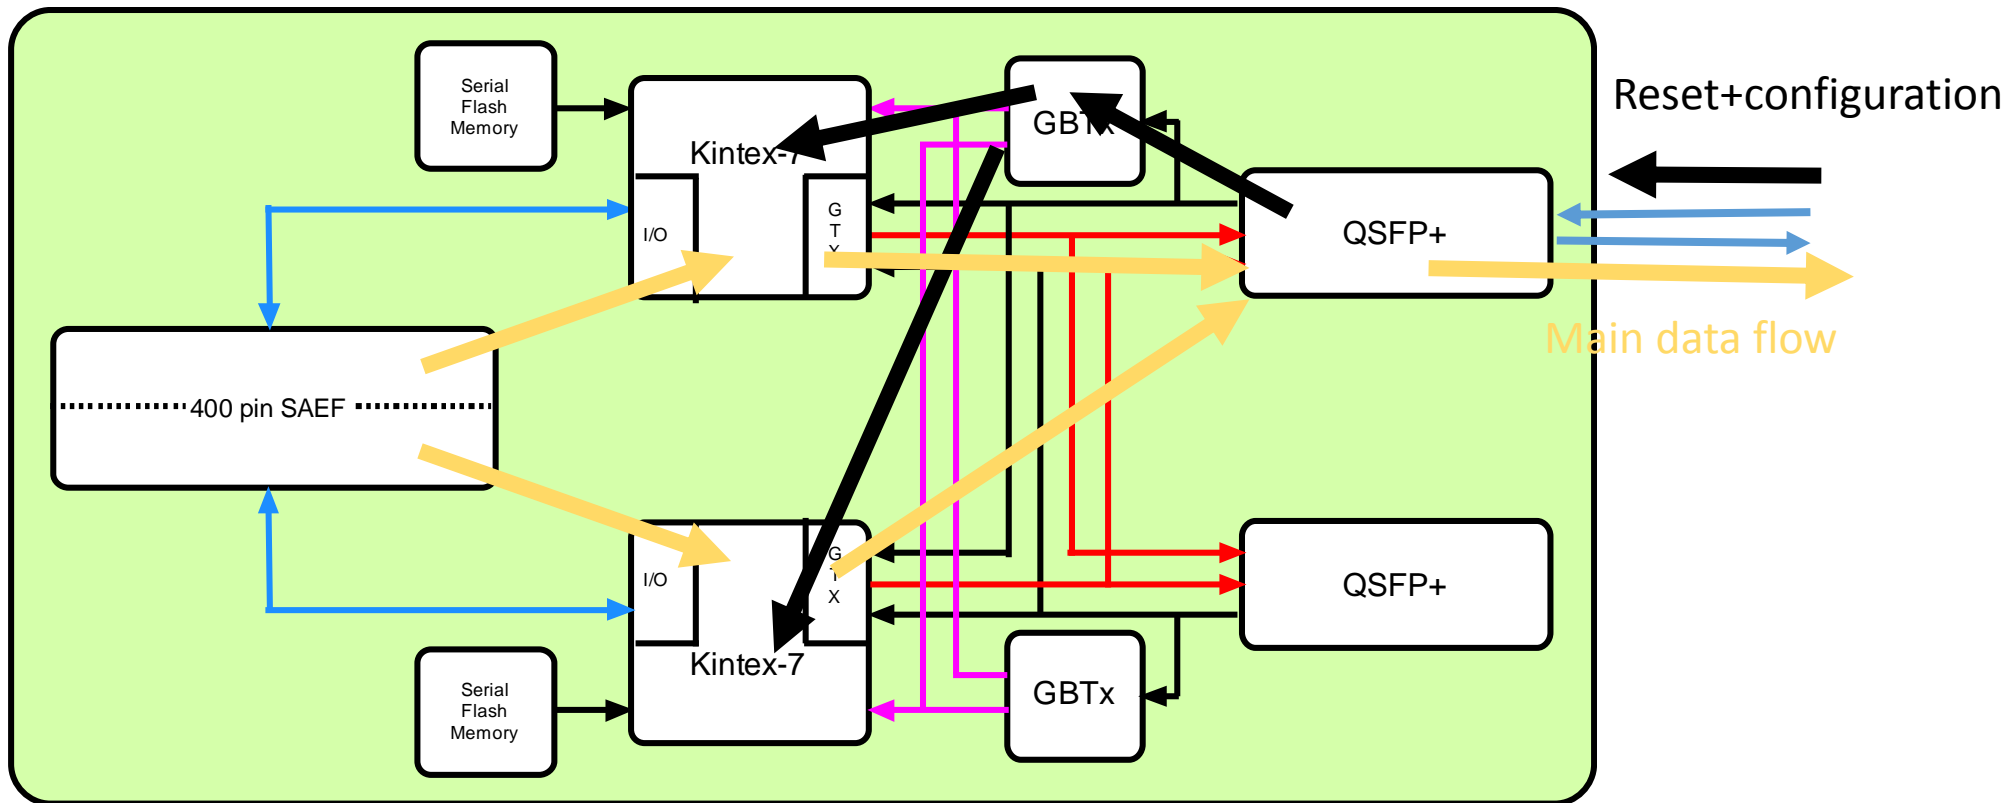 Serial
Flash
Memory
Kintex-7
I/O
G
T
X
GBTx
QSFP+
Reset+configuration
Main data flow
400 pin SAEF
I/O
G
T
X
Kintex-7
Serial
Flash
Memory
GBTx
QSFP+